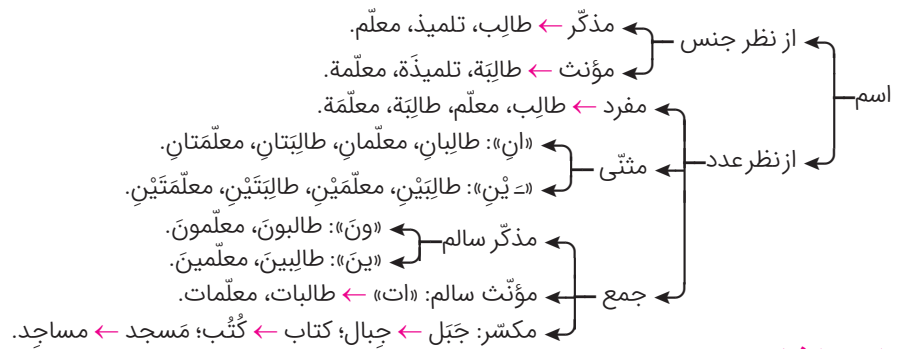 مذکّر ← طالِب، تلمیذ، معلّم.
از نظر جنس
مؤنث ← طالِبَة، تلمیذَة، معلّمة.
اسم
مفرد ← طالِب، معلّم، طالِبَة، معلّمَة.
«انِ»: طالِبانِ، معلّمانِ، طالِبَتانِ، معلّمَتانِ.
از نظر عدد
مثنّی
«ـَ یْنِ»: طالِبَیْنِ، معلّمَیْنِ، طالِبَتَیْنِ، معلّمَتَیْنِ.
«ونَ»: طالبونَ، معلّمونَ.
مذکّر سالم
«ینَ»: طالِبینَ، معلّمینَ.
جمع
مؤنّث سالم: «ات» ← طالبات، معلّمات.
مکسّر: جَبَل ← جِبال؛ کتاب ← کُتُب؛ مَسجد ← مساجِد.